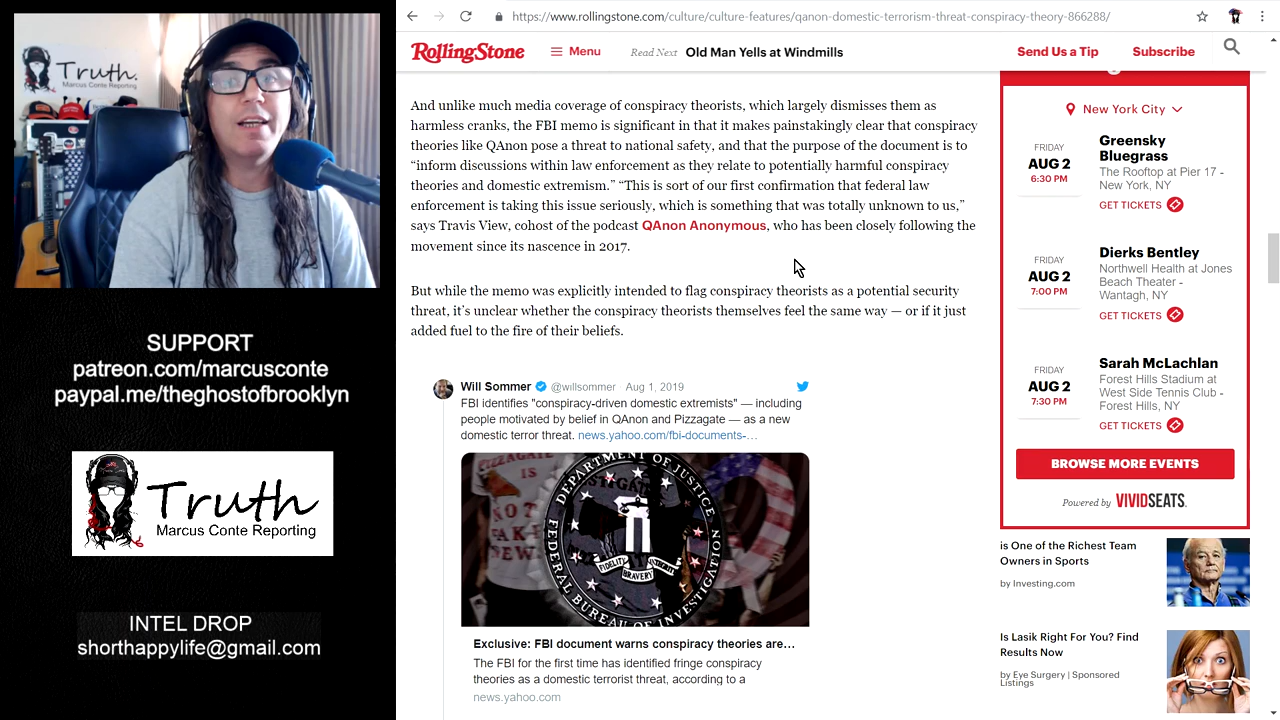 Truth.
Marcus Conte Reporting
SUPPORT
patreon.com/marcusconte
paypal.me/theghostofbrooklyn
Truth
Marcus Conte Reporting
INTEL DROP
shorthappylife@gmail.com
https://www.rollingstone.com/culture/culture-features/qanon-domestic-terrorism-threat-conspiracy-theory-866288/
RollingStone
Menu
Read Next Old Man Yells at Windmills
Send Us a Tip
Subscribe
And unlike much media coverage of conspiracy theorists, which largely dismisses them as
harmless cranks, the FBI memo is significant in that it makes painstakingly clear that conspiracy
theories like QAnon pose a threat to national safety, and that the purpose of the document is to
“inform discussions within law enforcement as they relate to potentially harmful conspiracy
theories and domestic extremism.” “This is sort of our first confirmation that federal law
enforcement is taking this issue seriously, which is something that was totally unknown to us,”
says Travis View, cohost of the podcast QAnon Anonymous, who has been closely following the
movement since its nascence in 2017.
But while the memo was explicitly intended to flag conspiracy theorists as a potential security
threat, it’s unclear whether the conspiracy theorists themselves feel the same way — or if it just
added fuel to the fire of their beliefs.
Will Sommer @willsommer · Aug 1, 2019
FBI identifies "conspiracy-driven domestic extremists" — including
people motivated by belief in QAnon and Pizzagate — as a new
domestic terror threat. news.yahoo.com/fbi-documents-…
PIZZAGATE
IS
NOT
FAKE
NEWS
DEPARTMENT OF JUSTICE
FEDERAL BUREAU OF INVESTIGATION
FIDELITY
BRAVERY
Exclusive: FBI document warns conspiracy theories are...
The FBI for the first time has identified fringe conspiracy
theories as a domestic terrorist threat, according to a
news.yahoo.com
New York City
FRIDAY
AUG 2
6:30 PM
Greensky
Bluegrass
The Rooftop at Pier 17 -
New York, NY
GET TICKETS
FRIDAY
AUG 2
7:00 PM
Dierks Bentley
Northwell Health at Jones
Beach Theater -
Wantagh, NY
GET TICKETS
FRIDAY
AUG 2
7:30 PM
Sarah McLachlan
Forest Hills Stadium at
West Side Tennis Club -
Forest Hills, NY
GET TICKETS
BROWSE MORE EVENTS
Powered by VIVIDSEATS.
is One of the Richest Team
Owners in Sports
by Investing.com
Is Lasik Right For You? Find
Results Now
by Eye Surgery | Sponsored
Listings